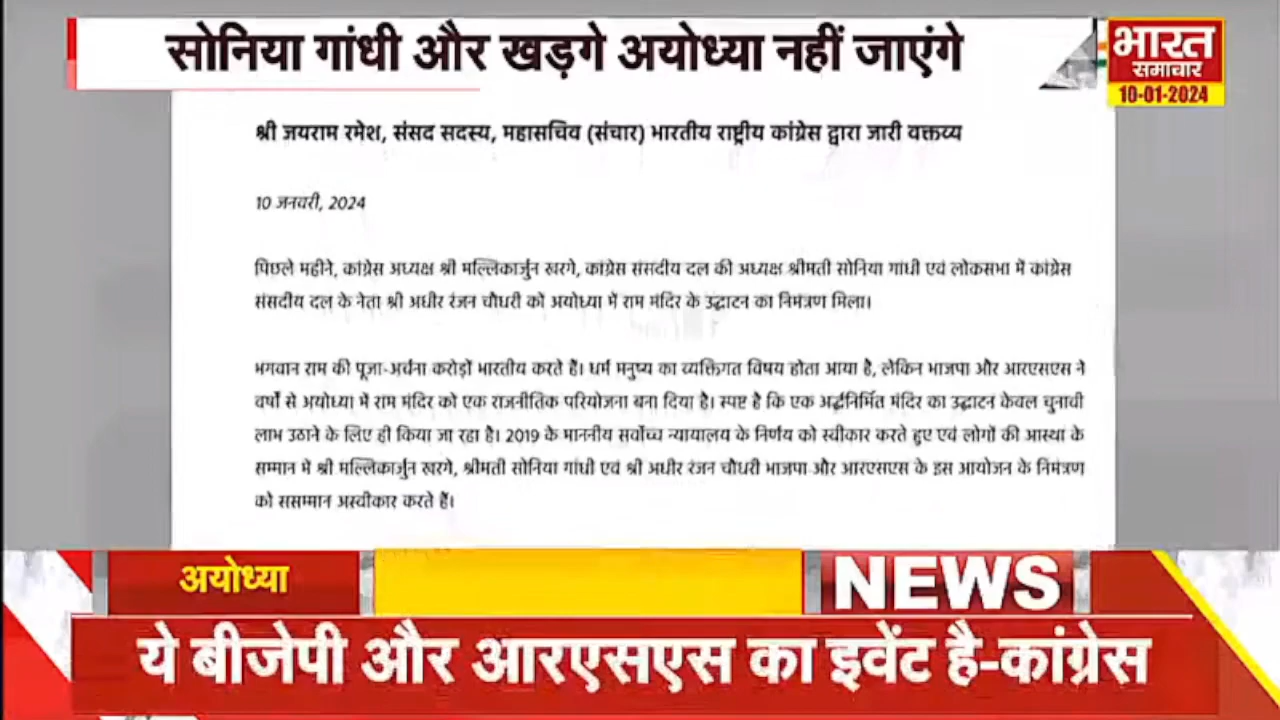 सोनिया गांधी और खड़गे अयोध्या नहीं जाएंगे
भारत
समाचार
10-01-2024
श्री जयराम रमेश, संसद सदस्य, महासचिव (संचार) भारतीय राष्ट्रीय कांग्रेस द्वारा जारी वक्तव्य
10 जनवरी, 2024
पिछले महीने, कांग्रेस अध्यक्ष श्री मल्लिकार्जुन खरगे, कांग्रेस संसदीय दल की अध्यक्ष श्रीमती सोनिया गांधी एवं लोकसभा में कांग्रेस
संसदीय दल के नेता श्री अधीर रंजन चौधरी को अयोध्या में राम मंदिर के उद्घाटन का निमंत्रण मिला।
भगवान राम की पूजा-अर्चना करोड़ों भारतीय करते हैं। धर्म मनुष्य का व्यक्तिगत विषय होता आया है, लेकिन भाजपा और आरएसएस ने
वर्षों से अयोध्या में राम मंदिर को एक राजनीतिक परियोजना बना दिया है। स्पष्ट है कि एक अर्द्धनिर्मित मंदिर का उद्घाटन केवल चुनावी
लाभ उठाने के लिए ही किया जा रहा है। 2019 के माननीय सर्वोच्च न्यायालय के निर्णय को स्वीकार करते हुए एवं लोगों की आस्था के
सम्मान में श्री मल्लिकार्जुन खरगे, श्रीमती सोनिया गांधी एवं श्री अधीर रंजन चौधरी भाजपा और आरएसएस के इस आयोजन के निमंत्रण
को ससम्मान अस्वीकार करते हैं।
अयोध्या
NEWS
ये बीजेपी और आरएसएस का इवेंट है-कांग्रेस